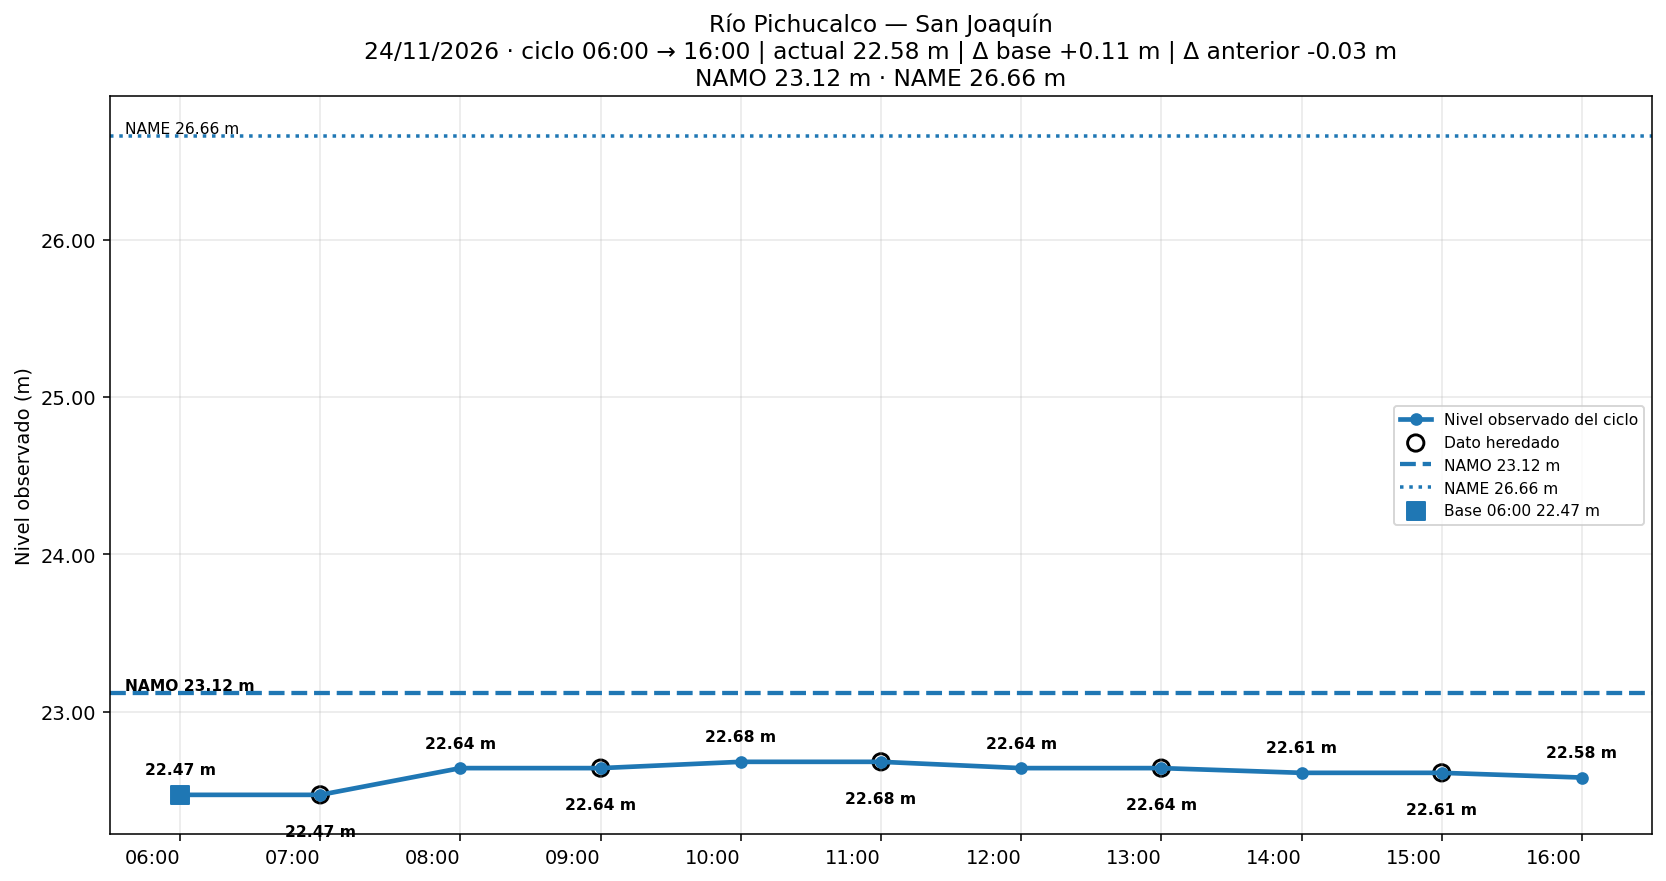 Río Pichucalco — San Joaquín
24/11/2026 · ciclo 06:00 → 16:00 | actual 22.58 m | Δ base +0.11 m | Δ anterior -0.03 m
NAMO 23.12 m · NAME 26.66 m
NAME 26.66 m
26.00
25.00
24.00
23.00
Nivel observado (m)
Nivel observado del ciclo
Dato heredado
NAMO 23.12 m
NAME 26.66 m
Base 06:00 22.47 m
NAMO 23.12 m
22.47 m
22.47 m
22.64 m
22.64 m
22.68 m
22.68 m
22.64 m
22.64 m
22.61 m
22.61 m
22.58 m
06:00
07:00
08:00
09:00
10:00
11:00
12:00
13:00
14:00
15:00
16:00